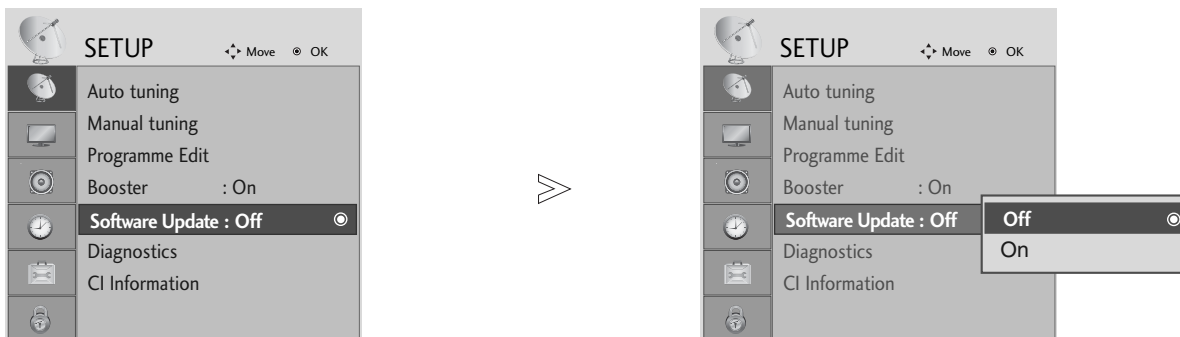 SETUP Move OK
Auto tuning
Manual tuning
Programme Edit
Booster : On
Software Update : Off
Diagnostics
CI Information
SETUP Move OK
Auto tuning
Manual tuning
Programme Edit
Booster : On
Software Update : Off
Diagnostics
CI Information
Off
On